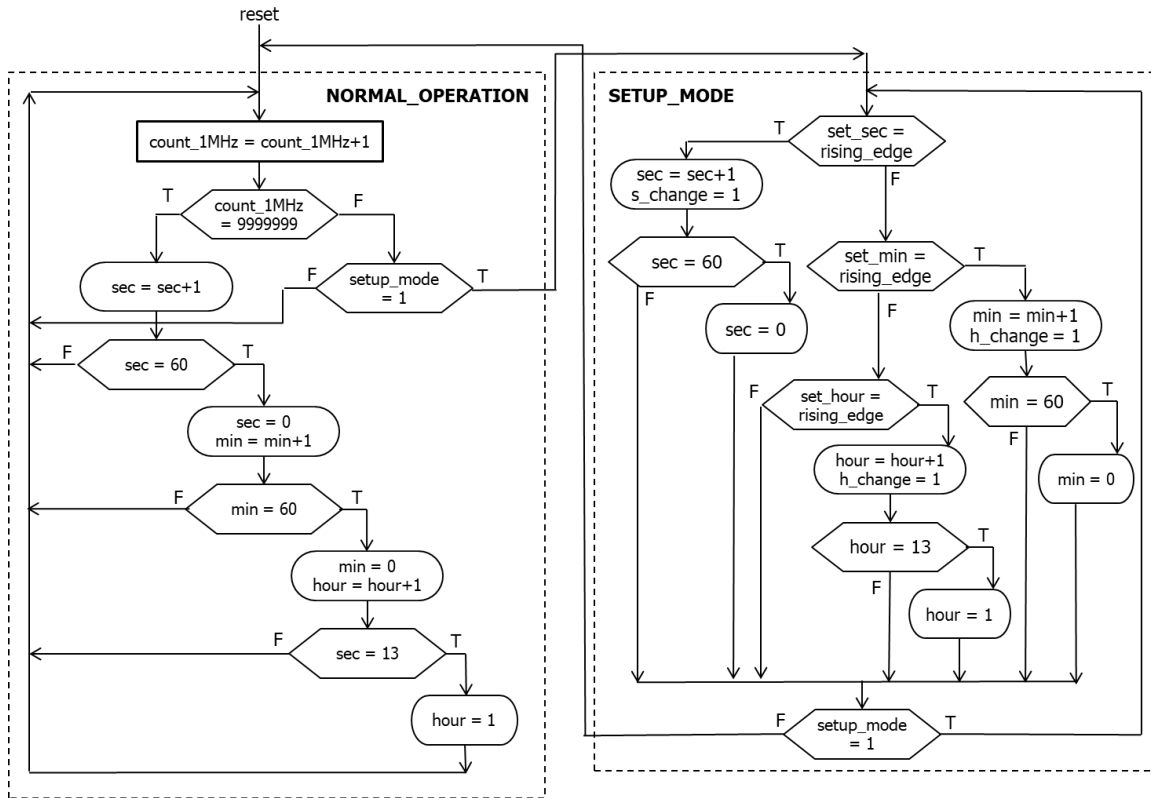 reset
NORMAL_OPERATION
count_1MHz = count_1MHz+1
T
F
count_1MHz
= 9999999
sec = sec+1
F
setup_mode
= 1
T
F
sec = 60
T
sec = 0
min = min+1
F
min = 60
T
min = 0
hour = hour+1
F
sec = 13
T
hour = 1
SETUP_MODE
T
set_sec =
rising_edge
F
sec = sec+1
s_change = 1
sec = 60
T
F
sec = 0
set_min =
rising_edge
T
F
min = min+1
h_change = 1
F
set_hour =
rising_edge
T
min = 60
T
F
min = 0
hour = hour+1
h_change = 1
hour = 13
T
F
hour = 1
F
setup_mode
= 1
T